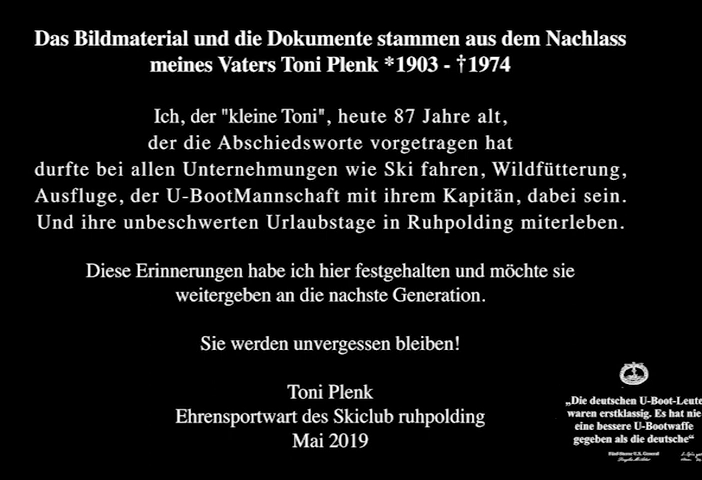 Das Bildmaterial und die Dokumente stammen aus dem Nachlass
meines Vaters Toni Plenk *1903 - †1974
Ich, der "kleine Toni", heute 87 Jahre alt,
der die Abschiedsworte vorgetragen hat
durfte bei allen Unternehmungen wie Ski fahren, Wildfütterung,
Ausfluge, der U-BootMannschaft mit ihrem Kapitän, dabei sein.
Und ihre unbeschwerten Urlaubstage in Ruhpolding miterleben.
Diese Erinnerungen habe ich hier festgehalten und möchte sie
weitergeben an die nachste Generation.
Sie werden unvergessen bleiben!
Toni Plenk
Ehrensportwart des Skiclub ruhpolding
Mai 2019
„Die deutschen U-Boot-Leute
waren erstklassig. Es hat nie
eine bessere U-Bootwaffe
gegeben als die deutsche“
Fünf-Sterne U.S. General